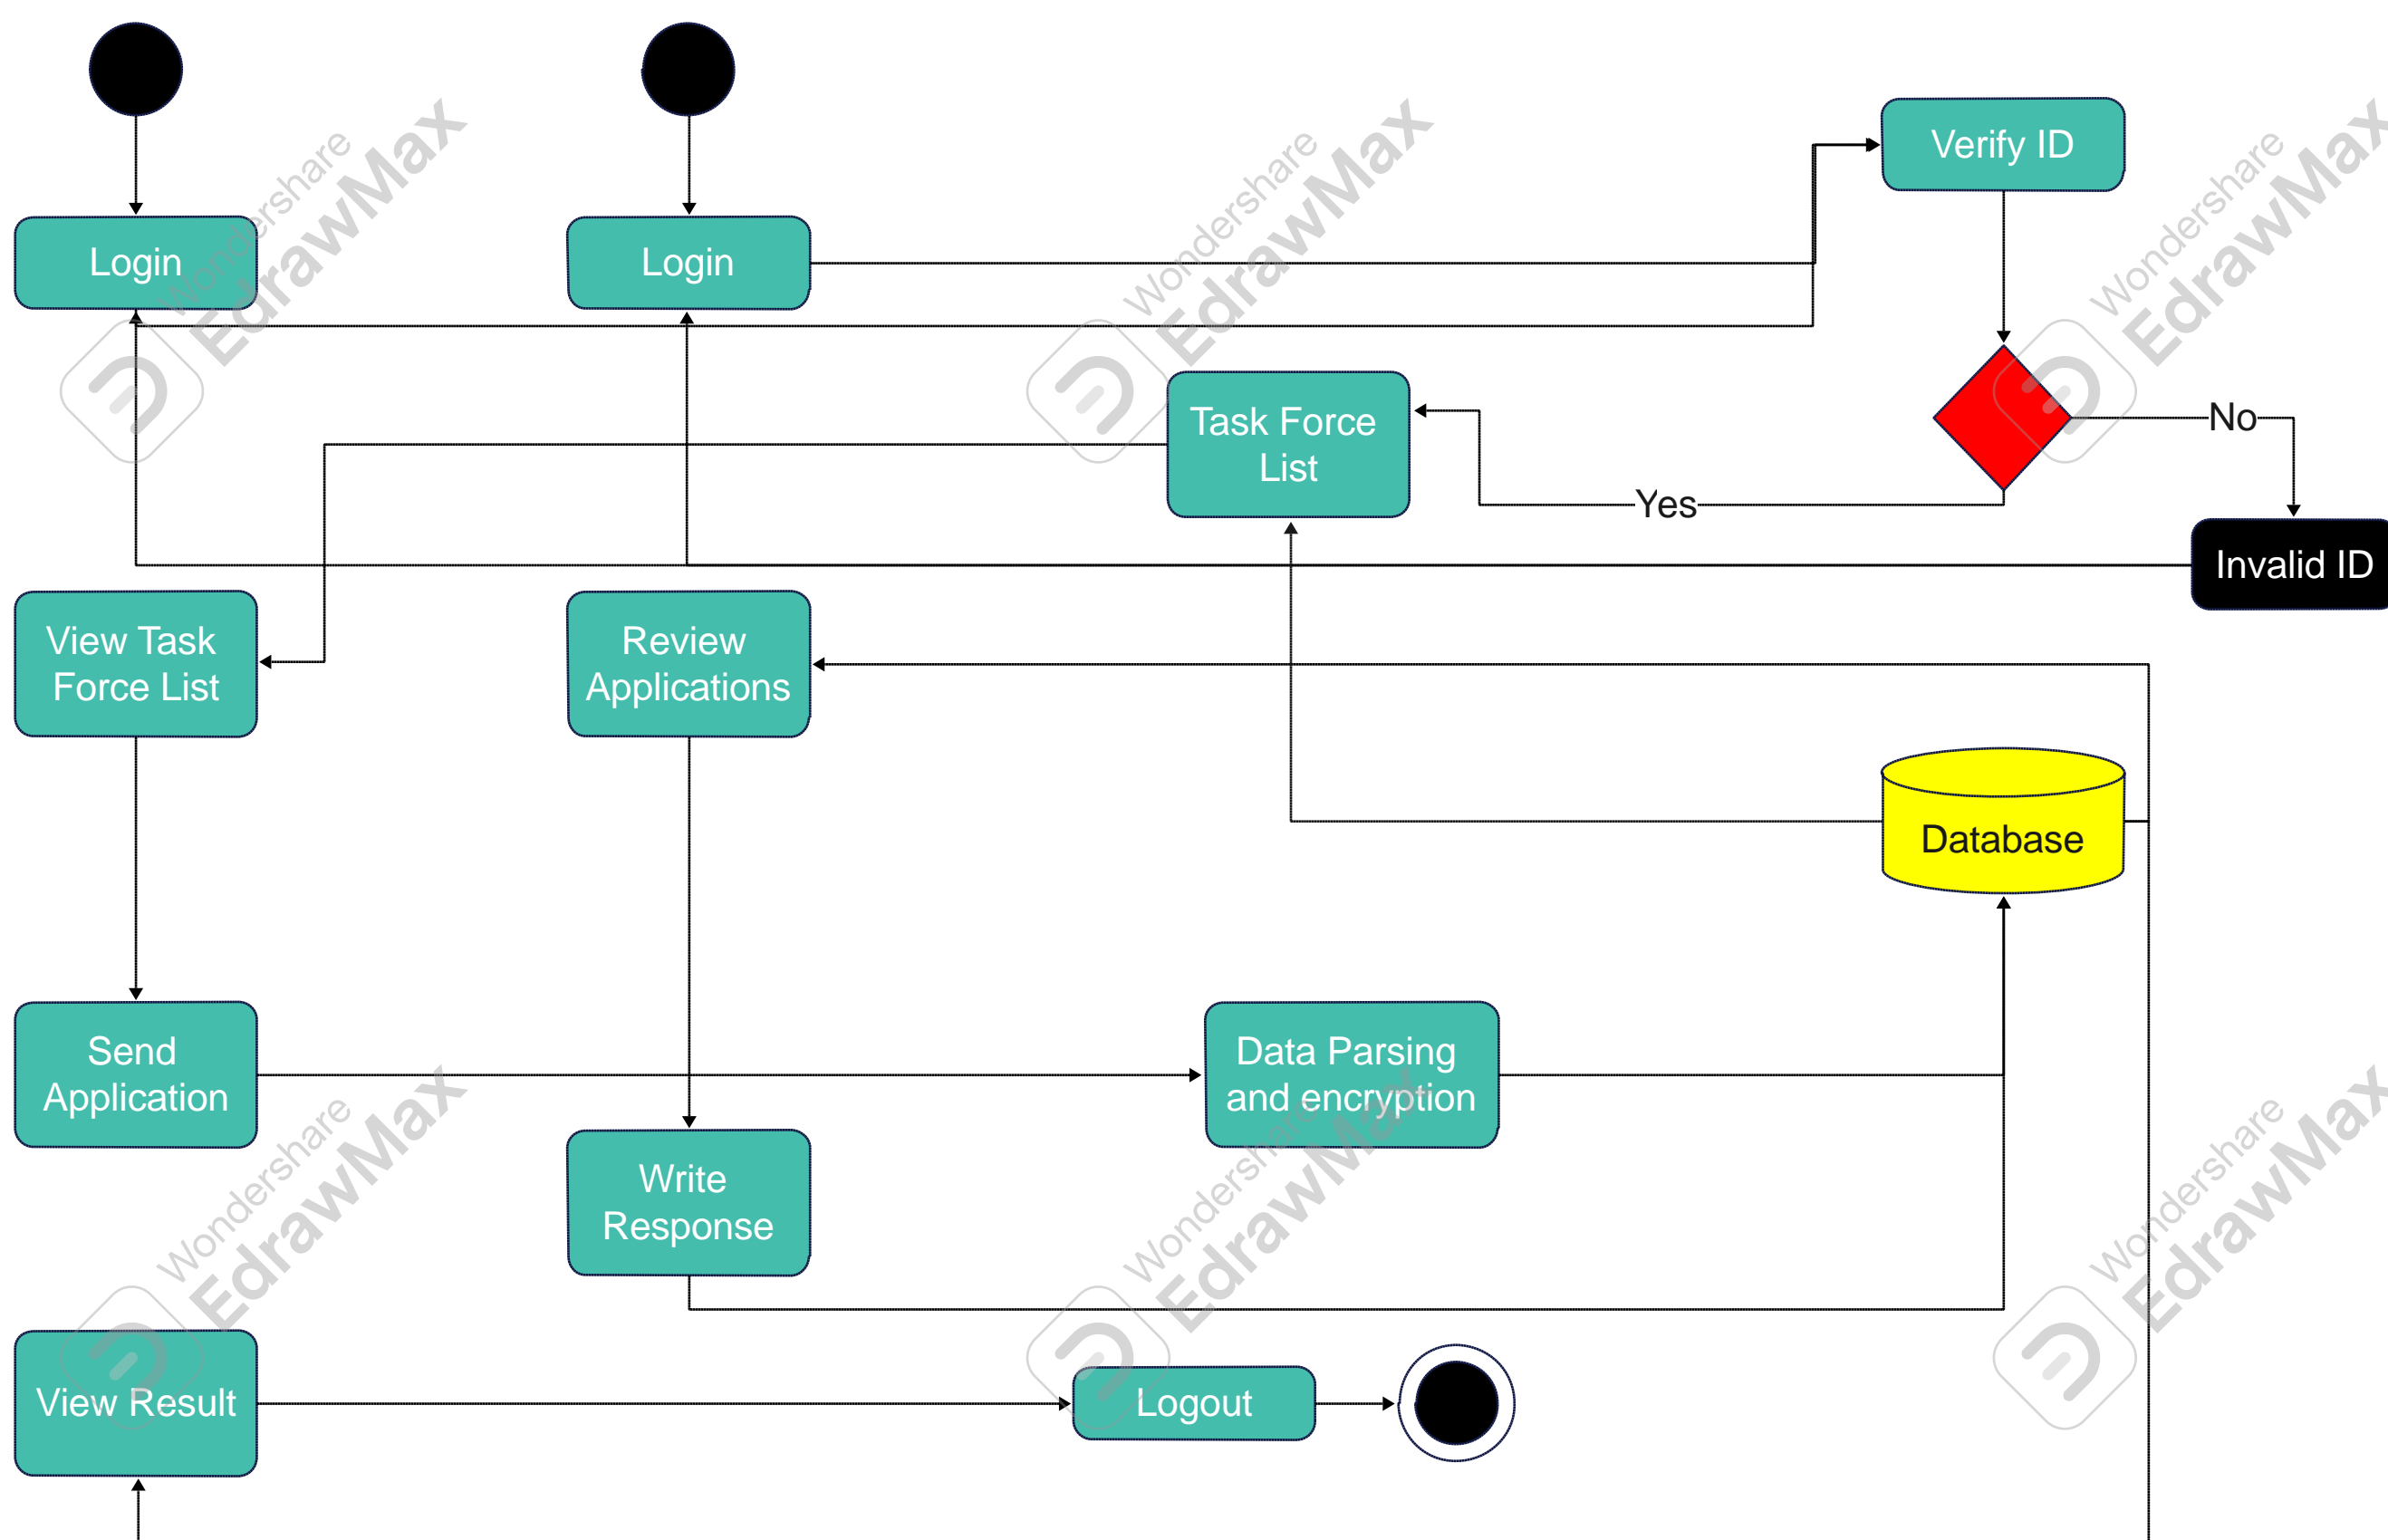 Verify ID
Login
Login
Task Force
List
No
Yes
Invalid ID
View Task
Force List
Review
Applications
Database
Send
Application
Data Parsing
and encryption
Write
Response
View Result
Logout
Wondershare
EdrawMax
Wondershare
EdrawMax
Wondershare
EdrawMax
Wondershare
EdrawMax
Wondershare
EdrawMax
Wondershare
EdrawMax